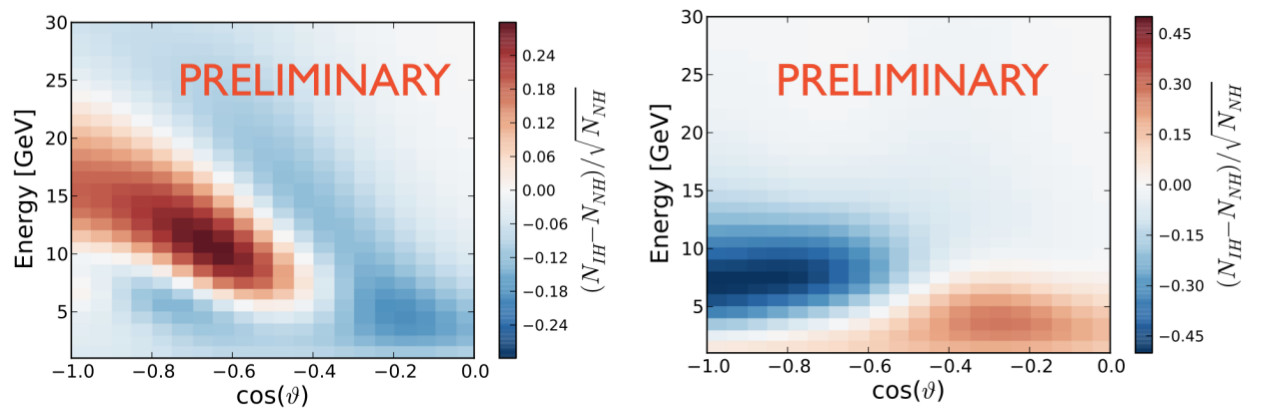 30
25
20
15
10
5
Energy [GeV]
PRELIMINARY
−1.0 −0.8 −0.6 −0.4 −0.2 0.0
cos(ϑ)
0.24
0.18
0.12
0.06
0.00
−0.06
−0.12
−0.18
−0.24
(N_IH−N_NH)/√N_NH
30
25
20
15
10
5
Energy [GeV]
PRELIMINARY
−1.0 −0.8 −0.6 −0.4 −0.2 0.0
cos(ϑ)
0.45
0.30
0.15
0.00
−0.15
−0.30
−0.45
(N_IH−N_NH)/√N_NH